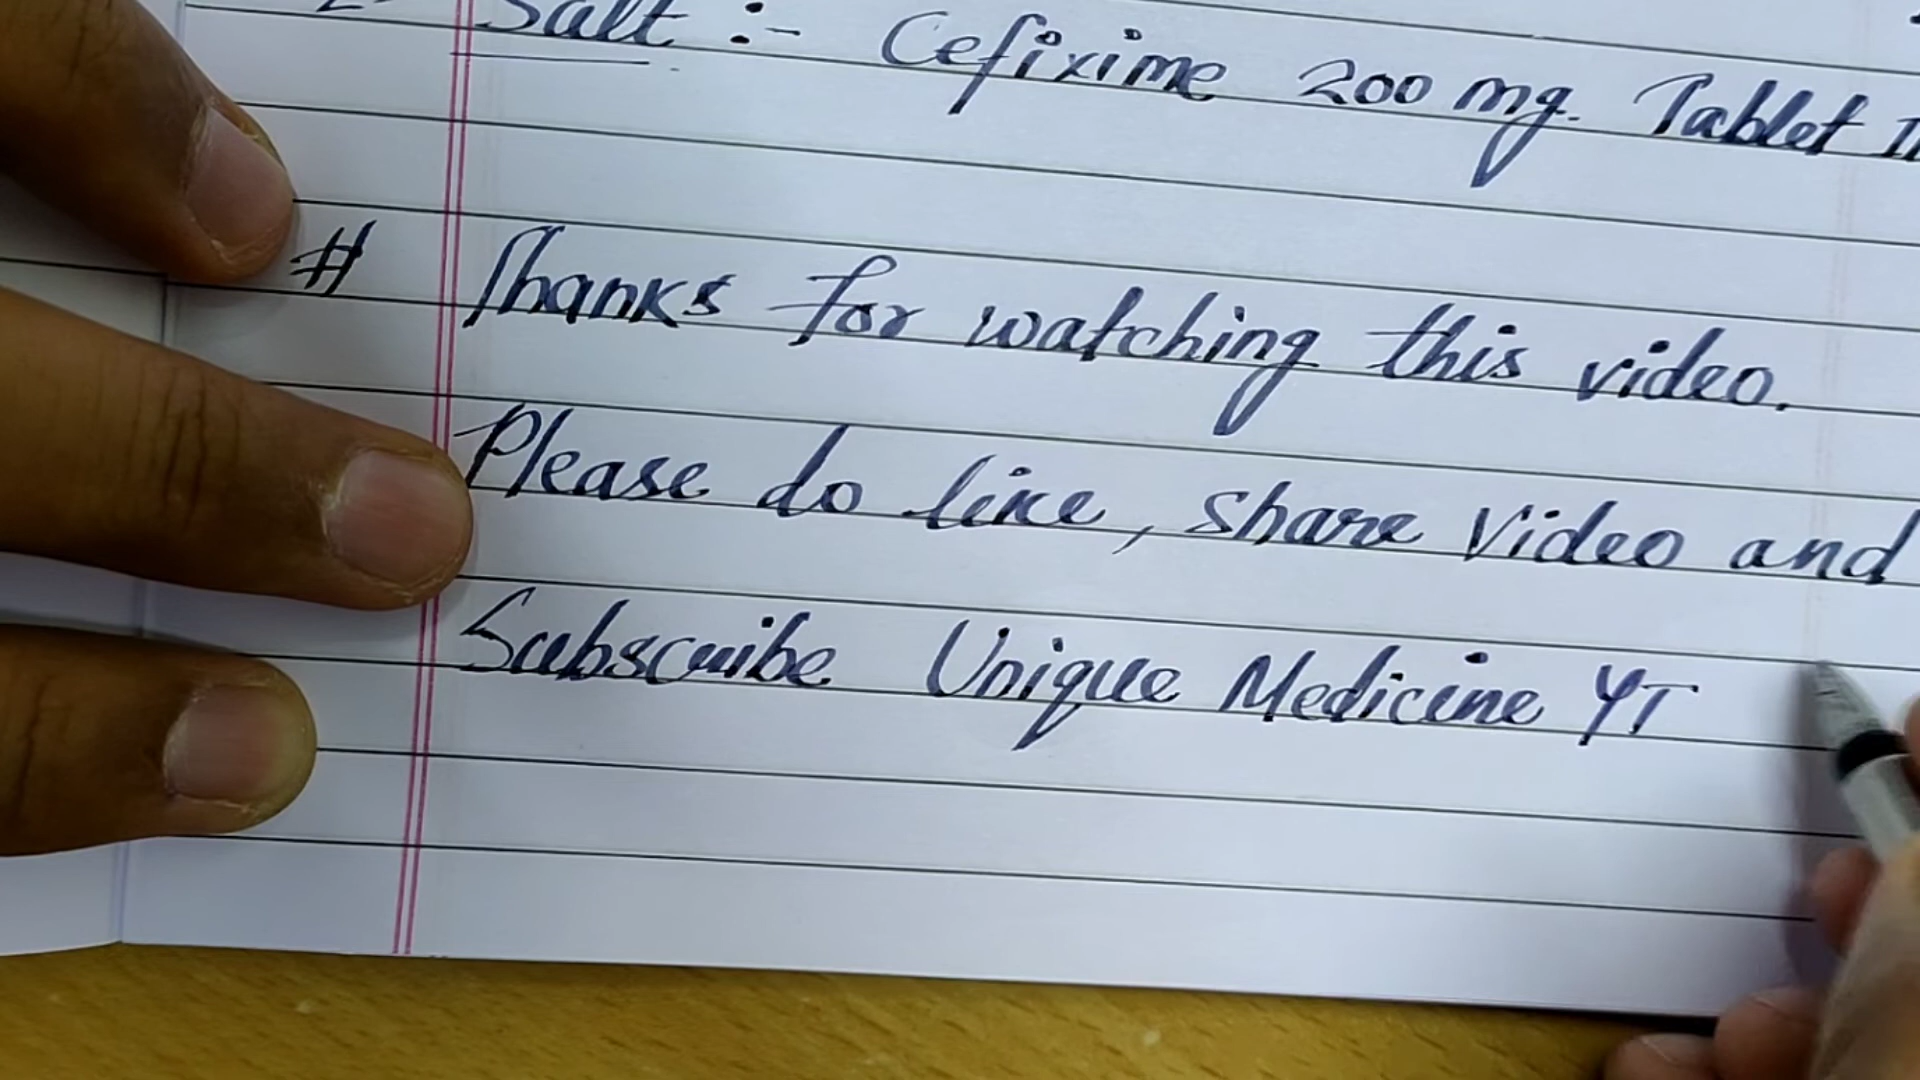 Salt :- Cefixime 200 mg. Tablet
# Thanks for watching this video.
Please do like, share Video and
Subscribe Unique Medicine YT